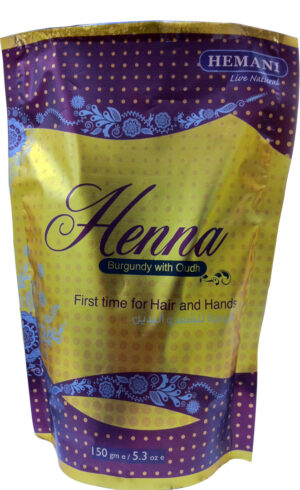 HEMANI
Live Natural
Henna
Burgundy with Oudh
First time for Hair and Hands
150 gm e / 5.3 oz e